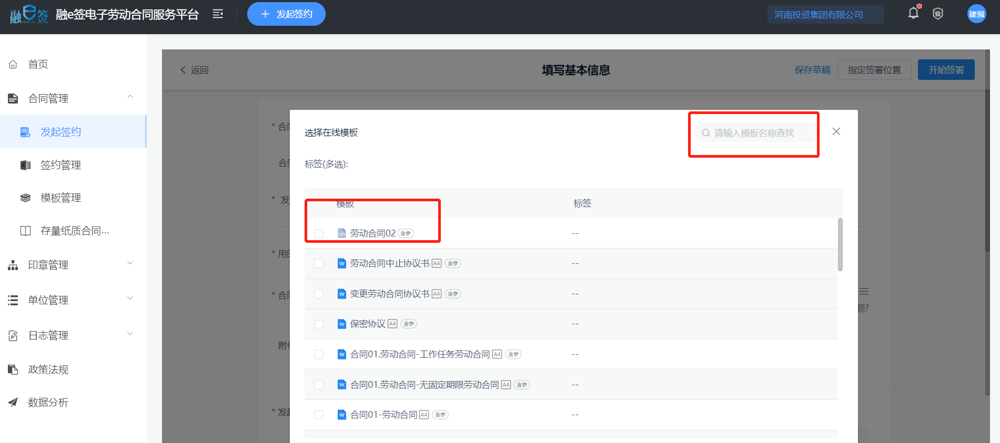 融e签 融e签电子劳动合同服务平台 发起签约 河南投资集团有限公司 验 建强
首页
合同管理
发起签约
签约管理
模板管理
存量纸质合同...
印章管理
单位管理
日志管理
政策法规
数据分析
返回 填写基本信息 保存草稿 指定签署位置 开始签署
* 合同
合同
* 发
* 用印
* 合同
题?
附件
* 发起
选择在线模板 请输入模板名称查找
标签(多选):
模板 标签
劳动合同02 含参 --
劳动合同中止协议书 A4 含参 --
变更劳动合同协议书 A4 含参 --
保密协议 A4 含参 --
合同01.劳动合同-工作任务劳动合同 A4 含参 --
合同01.劳动合同-无固定期限劳动合同 A4 含参 --
合同01-劳动合同 A4 含参 --